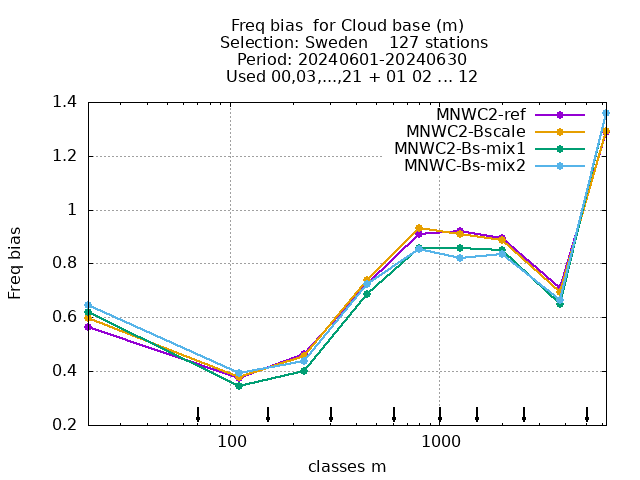 Freq bias  for Cloud base (m)
Selection: Sweden    127 stations
Period: 20240601-20240630
Used 00,03,...,21 + 01 02 ... 12
MNWC2-ref
MNWC2-Bscale
MNWC2-Bs-mix1
MNWC-Bs-mix2
Freq bias
1.4
1.2
1
0.8
0.6
0.4
0.2
100
1000
classes m